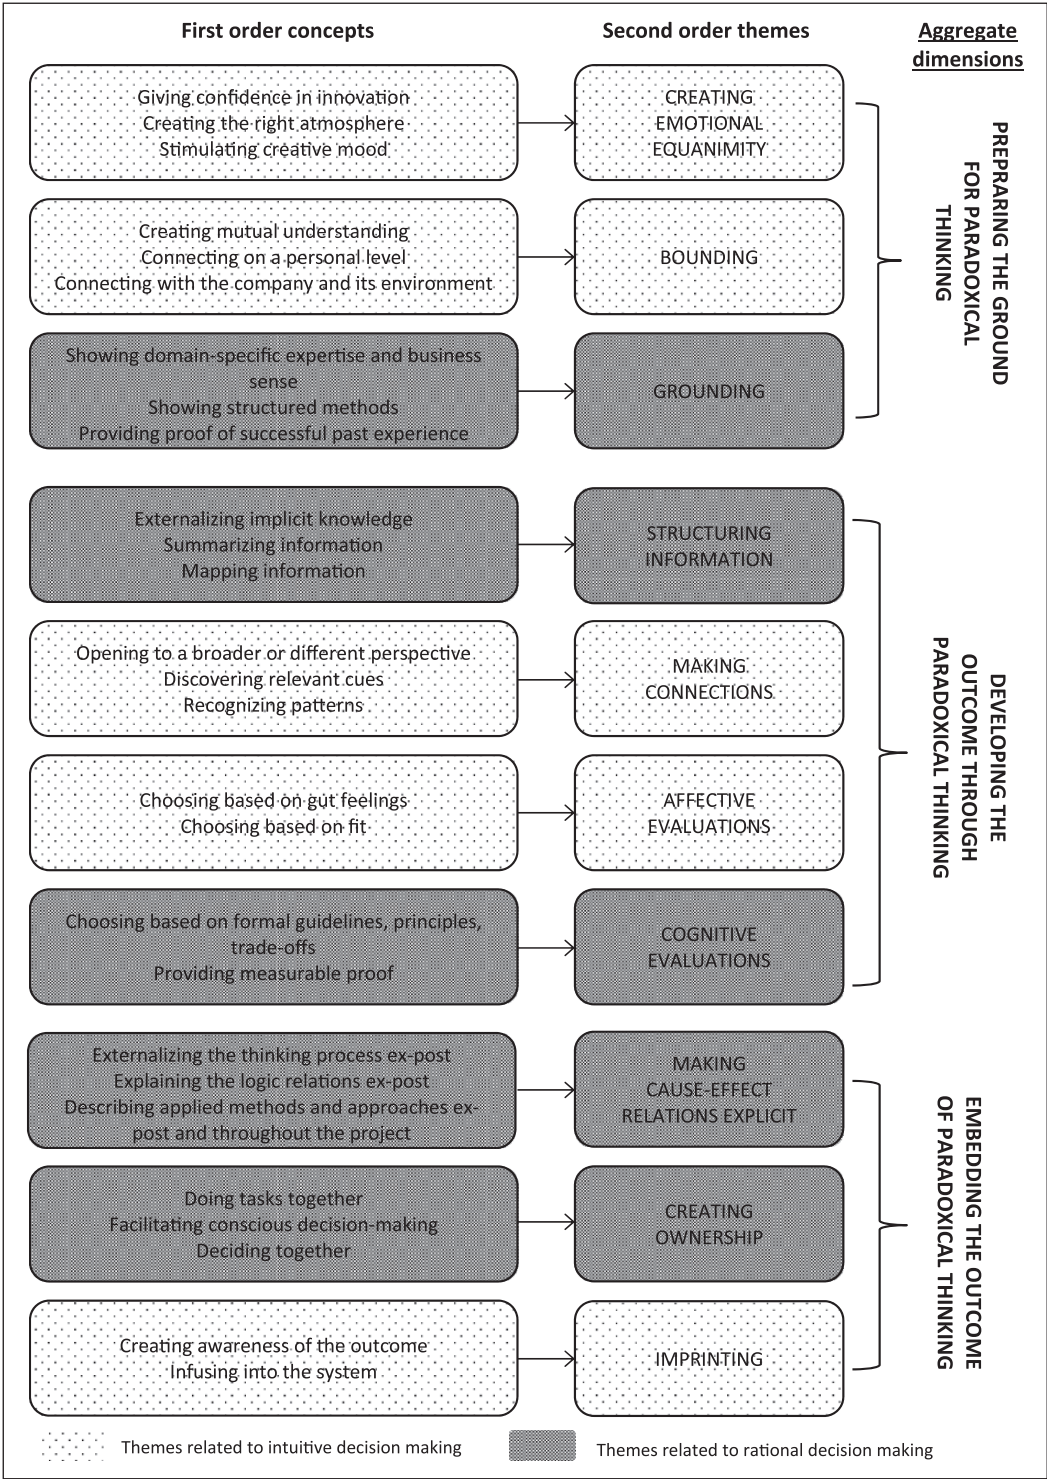 First order concepts
Second order themes
Aggregate
dimensions
Giving confidence in innovation
Creating the right atmosphere
Stimulating creative mood
CREATING
EMOTIONAL
EQUANIMITY
Creating mutual understanding
Connecting on a personal level
Connecting with the company and its environment
BOUNDING
Showing domain-specific expertise and business
sense
Showing structured methods
Providing proof of successful past experience
GROUNDING
PREPRARING THE GROUND
FOR PARADOXICAL
THINKING
Externalizing implicit knowledge
Summarizing information
Mapping information
STRUCTURING
INFORMATION
Opening to a broader or different perspective
Discovering relevant cues
Recognizing patterns
MAKING
CONNECTIONS
Choosing based on gut feelings
Choosing based on fit
AFFECTIVE
EVALUATIONS
Choosing based on formal guidelines, principles,
trade-offs
Providing measurable proof
COGNITIVE
EVALUATIONS
DEVELOPING THE
OUTCOME THROUGH
PARADOXICAL THINKING
Externalizing the thinking process ex-post
Explaining the logic relations ex-post
Describing applied methods and approaches ex-
post and throughout the project
MAKING
CAUSE-EFFECT
RELATIONS EXPLICIT
Doing tasks together
Facilitating conscious decision-making
Deciding together
CREATING
OWNERSHIP
Creating awareness of the outcome
Infusing into the system
IMPRINTING
EMBEDDING THE OUTCOME
OF PARADOXICAL THINKING
Themes related to intuitive decision making
Themes related to rational decision making